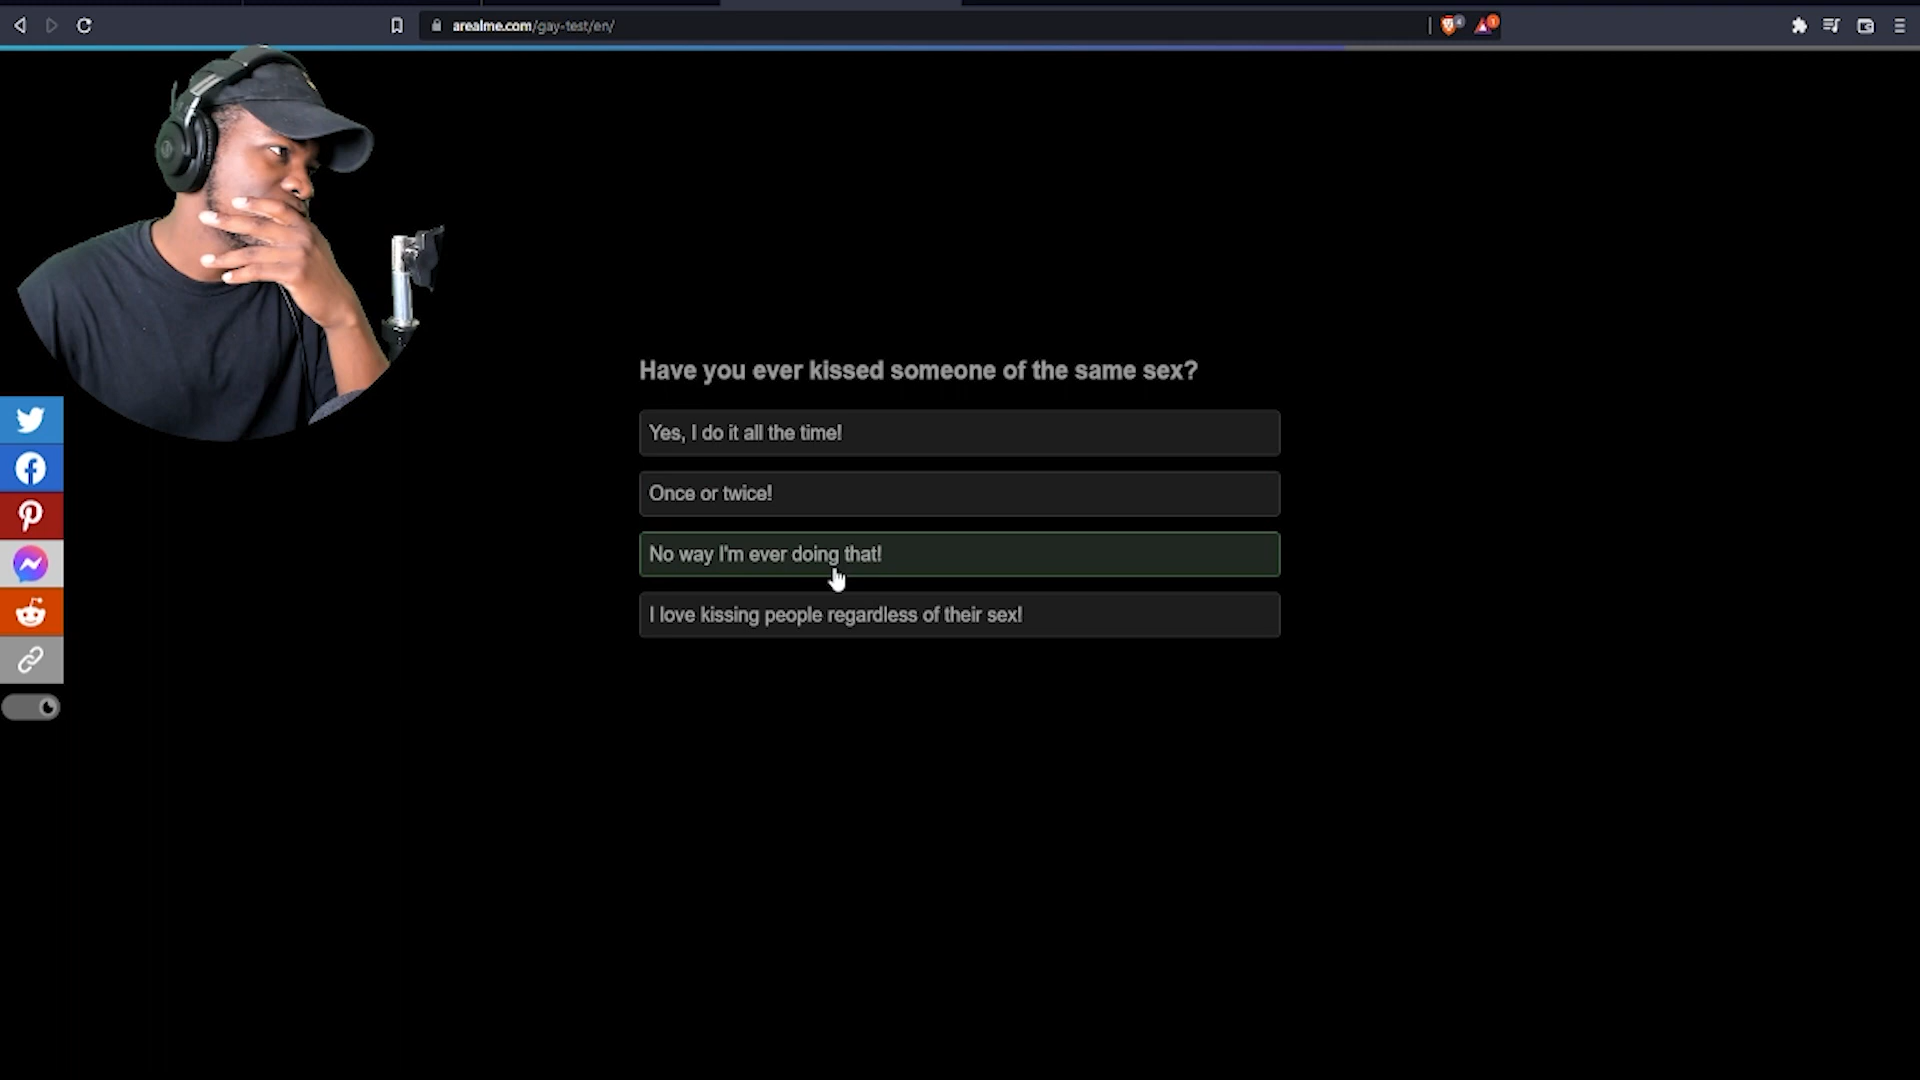 arealme.com/gay-test/en/
Have you ever kissed someone of the same sex?
Yes, I do it all the time!
Once or twice!
No way I'm ever doing that!
I love kissing people regardless of their sex!